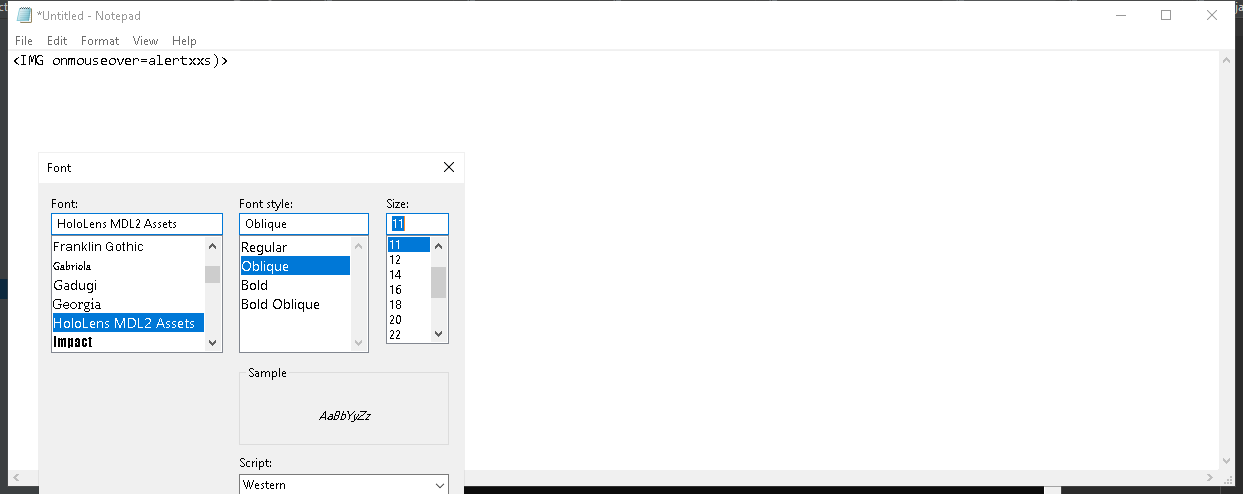 *Untitled - Notepad
File Edit Format View Help
<IMG onmouseover=alertxxs)>
Font
Font: Font style: Size:
HoloLens MDL2 Assets Oblique 11
Franklin Gothic Regular 11
Gabriola Oblique 12
Gadugi Bold 14
Georgia Bold Oblique 16
HoloLens MDL2 Assets 18
Impact 20
22
Sample
AaBbYyZz
Script:
Western